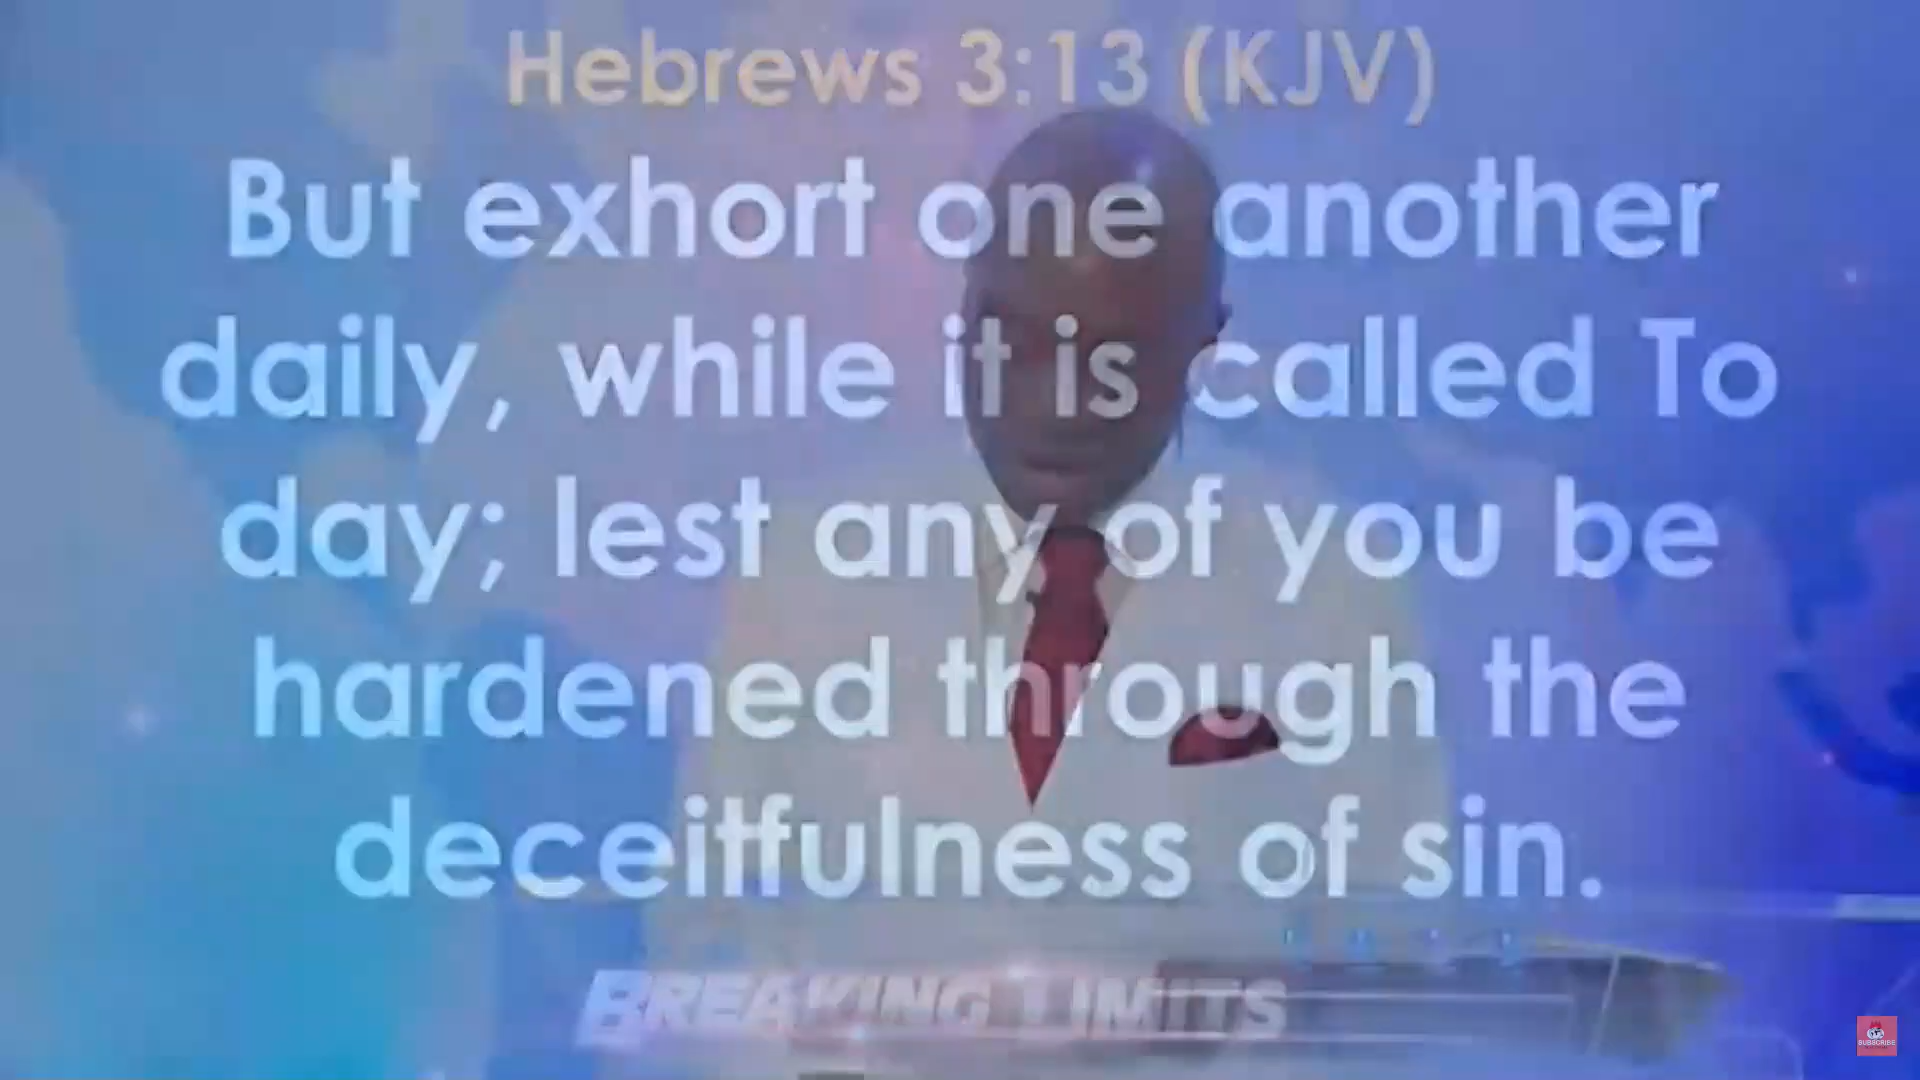 Hebrews 3:13 (KJV)
But exhort one another
daily, while it is called To
day; lest any of you be
hardened through the
deceitfulness of sin.
BREAKING LIMITS
SUBSCRIBE